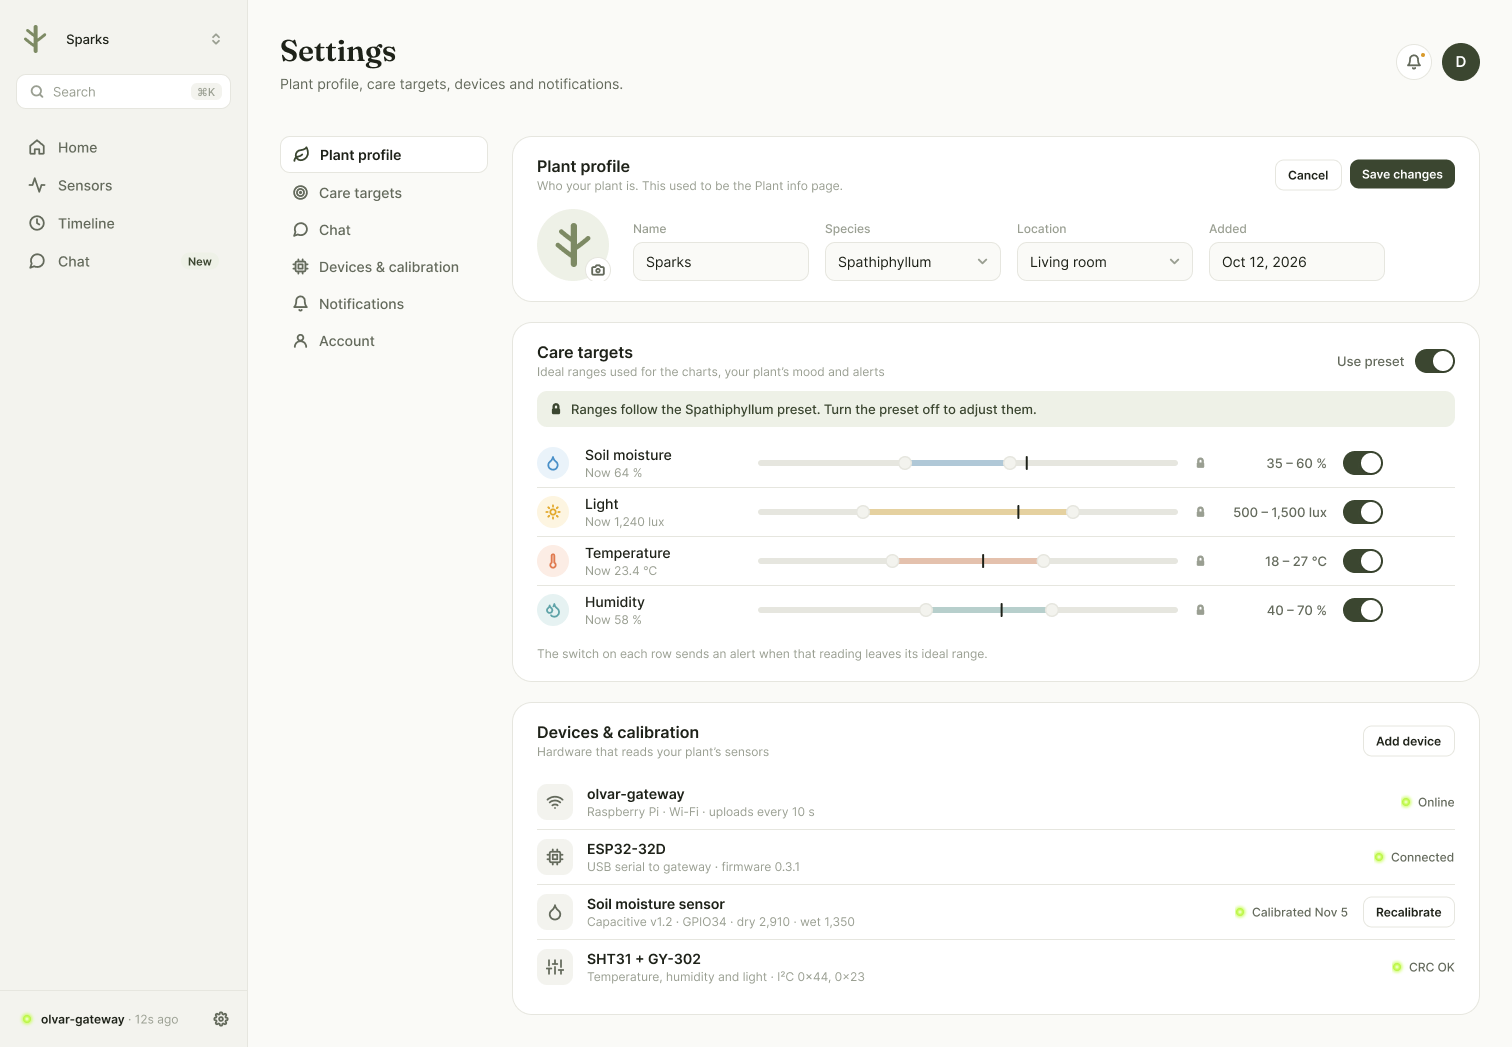 Sparks
Search
⌘K
Home
Sensors
Timeline
Chat
New
olvar-gateway · 12s ago
Settings
Plant profile, care targets, devices and notifications.
D
Plant profile
Care targets
Chat
Devices & calibration
Notifications
Account
Plant profile
Who your plant is. This used to be the Plant info page.
Cancel
Save changes
Name
Species
Location
Added
Sparks
Spathiphyllum
Living room
Oct 12, 2026
Care targets
Ideal ranges used for the charts, your plant's mood and alerts
Use preset
Ranges follow the Spathiphyllum preset. Turn the preset off to adjust them.
Soil moisture
Now 64 %
35 – 60 %
Light
Now 1,240 lux
500 – 1,500 lux
Temperature
Now 23.4 °C
18 – 27 °C
Humidity
Now 58 %
40 – 70 %
The switch on each row sends an alert when that reading leaves its ideal range.
Devices & calibration
Hardware that reads your plant's sensors
Add device
olvar-gateway
Raspberry Pi · Wi-Fi · uploads every 10 s
Online
ESP32-32D
USB serial to gateway · firmware 0.3.1
Connected
Soil moisture sensor
Capacitive v1.2 · GPIO34 · dry 2,910 · wet 1,350
Calibrated Nov 5
Recalibrate
SHT31 + GY-302
Temperature, humidity and light · I²C 0×44, 0×23
CRC OK